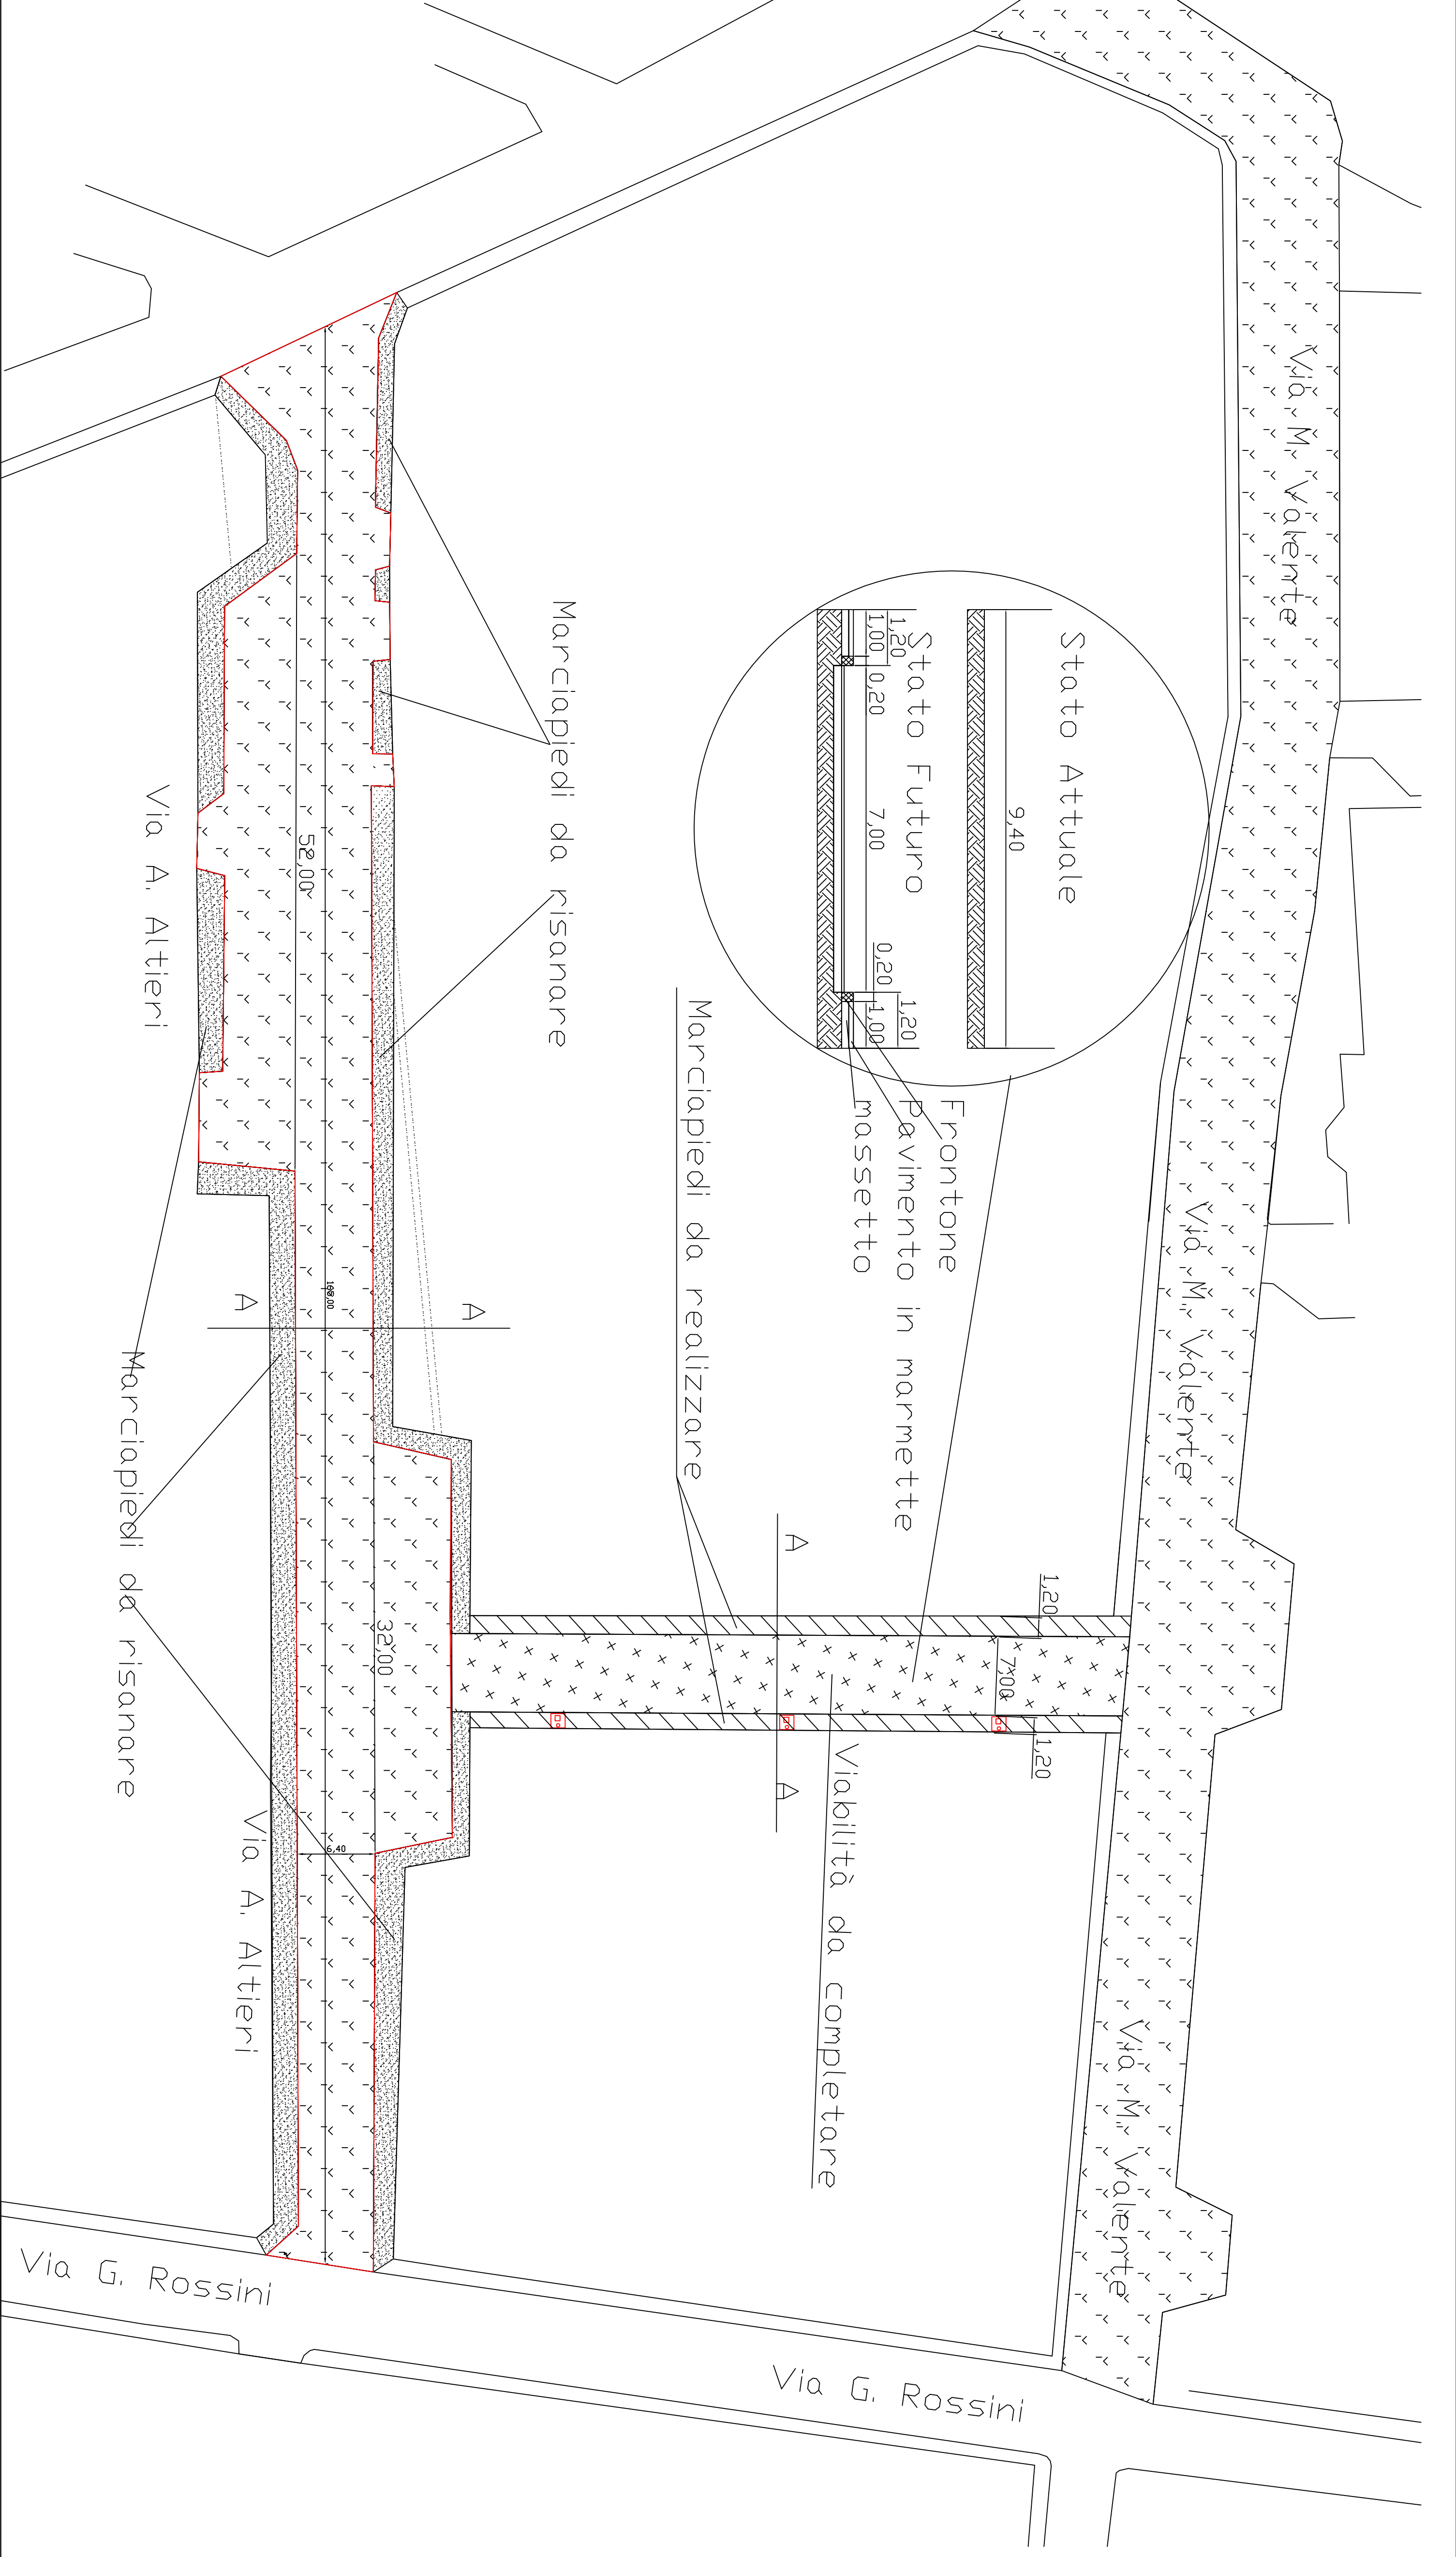 Via M. Valente
Via M. Valente
Via M. Valente
Stato Attuale
9,40
Stato Futuro
1,20
1,00
0,20
7,00
0,20
1,20
1,00
Frontone
Pavimento in marmette
massetto
Marciapiedi da risanare
Marciapiedi da realizzare
A
A
1,20
7,00
1,20
Viabilità da completare
52,00
A
A
32,00
6,40
Via A. Altieri
Marciapiedi da risanare
Via A. Altieri
Via G. Rossini
Via G. Rossini